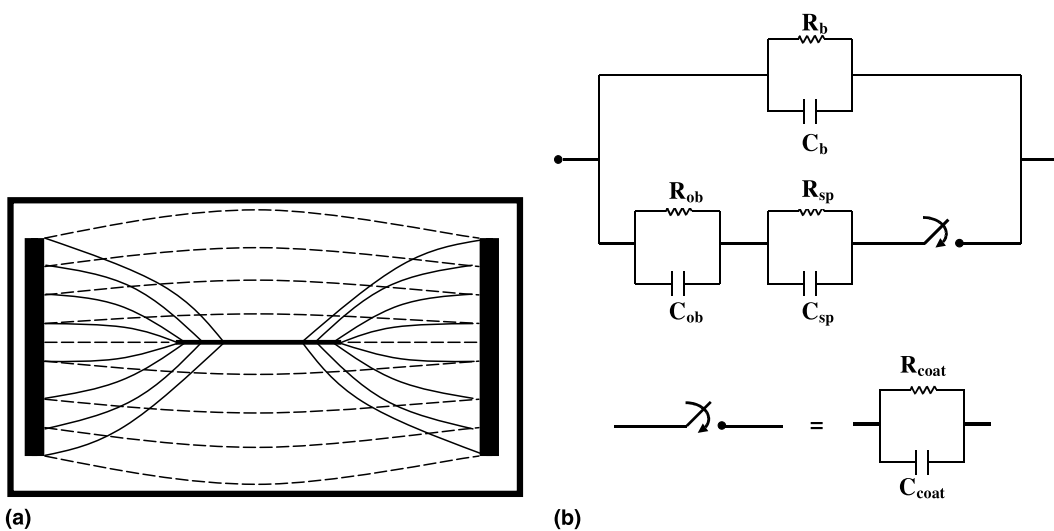 R_b
C_b
R_ob
R_sp
C_ob
C_sp
R_coat
=
C_coat
(a)
(b)